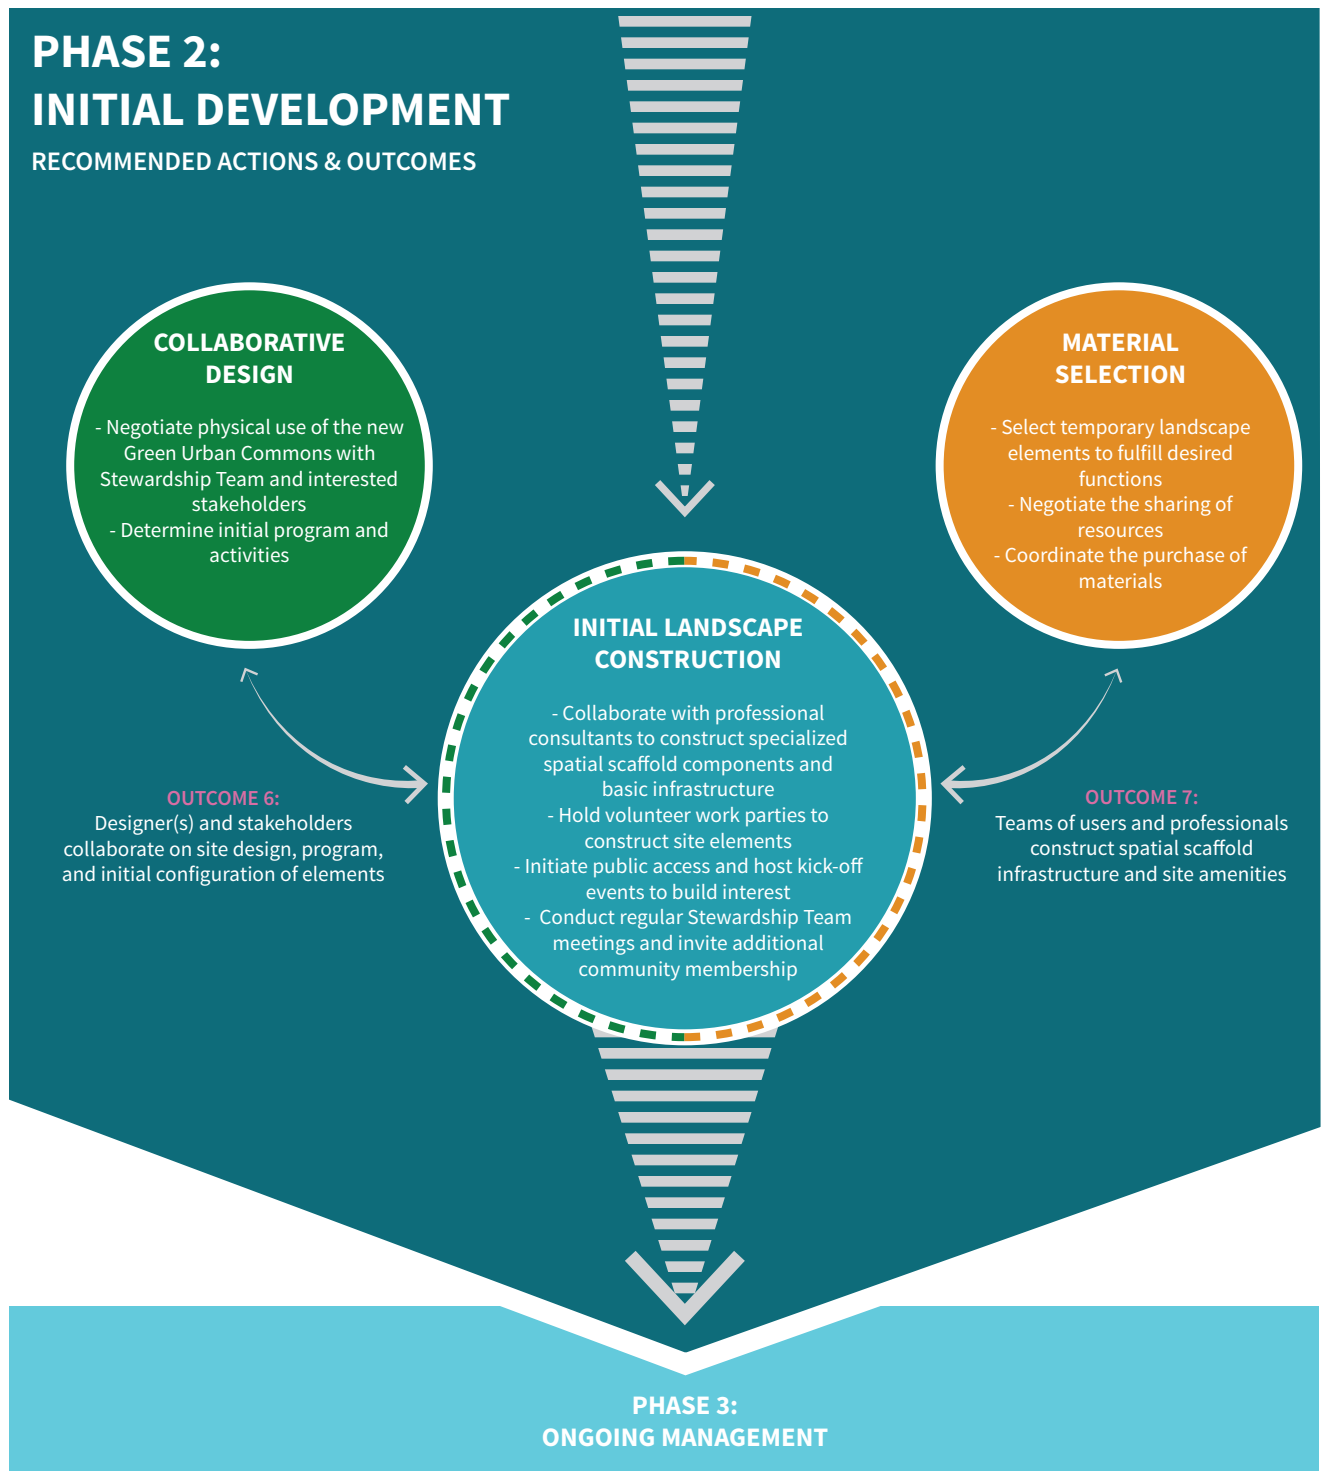 PHASE 2:
INITIAL DEVELOPMENT
RECOMMENDED ACTIONS & OUTCOMES
COLLABORATIVE
DESIGN
- Negotiate physical use of the new
Green Urban Commons with
Stewardship Team and interested
stakeholders
- Determine initial program and
activities
MATERIAL
SELECTION
- Select temporary landscape
elements to fulfill desired
functions
- Negotiate the sharing of
resources
- Coordinate the purchase of
materials
INITIAL LANDSCAPE
CONSTRUCTION
- Collaborate with professional
consultants to construct specialized
spatial scaffold components and
basic infrastructure
- Hold volunteer work parties to
construct site elements
- Initiate public access and host kick-off
events to build interest
- Conduct regular Stewardship Team
meetings and invite additional
community membership
OUTCOME 6:
Designer(s) and stakeholders
collaborate on site design, program,
and initial configuration of elements
OUTCOME 7:
Teams of users and professionals
construct spatial scaffold
infrastructure and site amenities
PHASE 3:
ONGOING MANAGEMENT